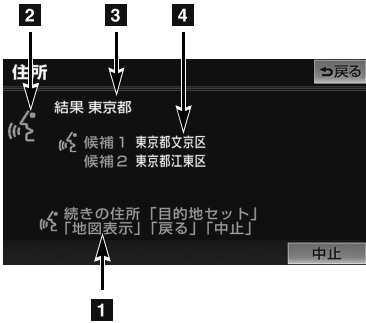 2
3
4
住所
戻る
結果 東京都
候補1 東京都文京区
候補2 東京都江東区
続きの住所「目的地セット」
「地図表示」「戻る」「中止」
中止
1